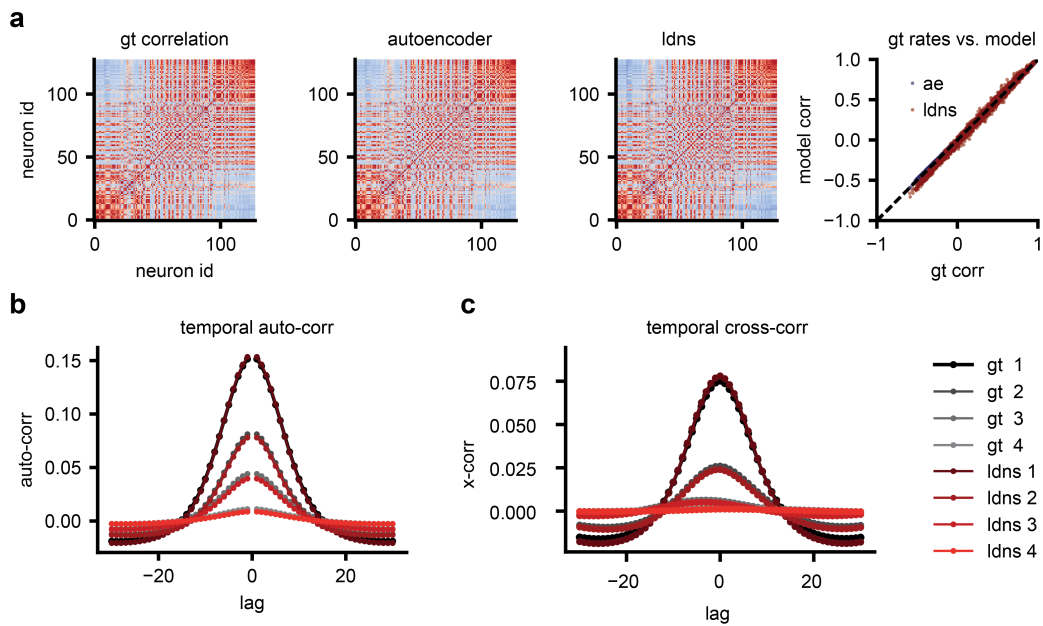 a
gt correlation
autoencoder
ldns
gt rates vs. model
neuron id
100
50
0
0
100
neuron id
100
50
0
0
100
100
50
0
0
100
model corr
1.0
0.5
0.0
−0.5
−1.0
ae
ldns
−1
0
1
gt corr
b
temporal auto-corr
auto-corr
0.15
0.10
0.05
0.00
−20
0
20
lag
c
temporal cross-corr
x-corr
0.075
0.050
0.025
0.000
−20
0
20
lag
gt 1
gt 2
gt 3
gt 4
ldns 1
ldns 2
ldns 3
ldns 4